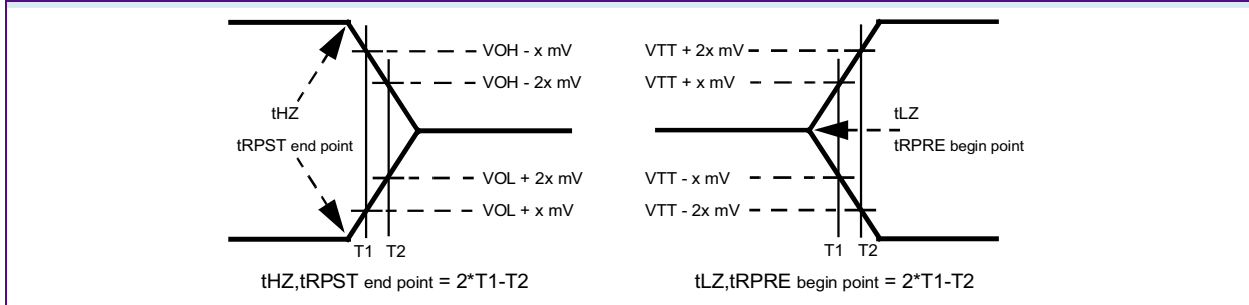 VOH - x mV
VOH - 2x mV
tHZ
tRPST end point
VOL + 2x mV
VOL + x mV
T1 T2
tHZ,tRPST end point = 2*T1-T2
VTT + 2x mV
VTT + x mV
tLZ
tRPRE begin point
VTT - x mV
VTT - 2x mV
T1 T2
tLZ,tRPRE begin point = 2*T1-T2